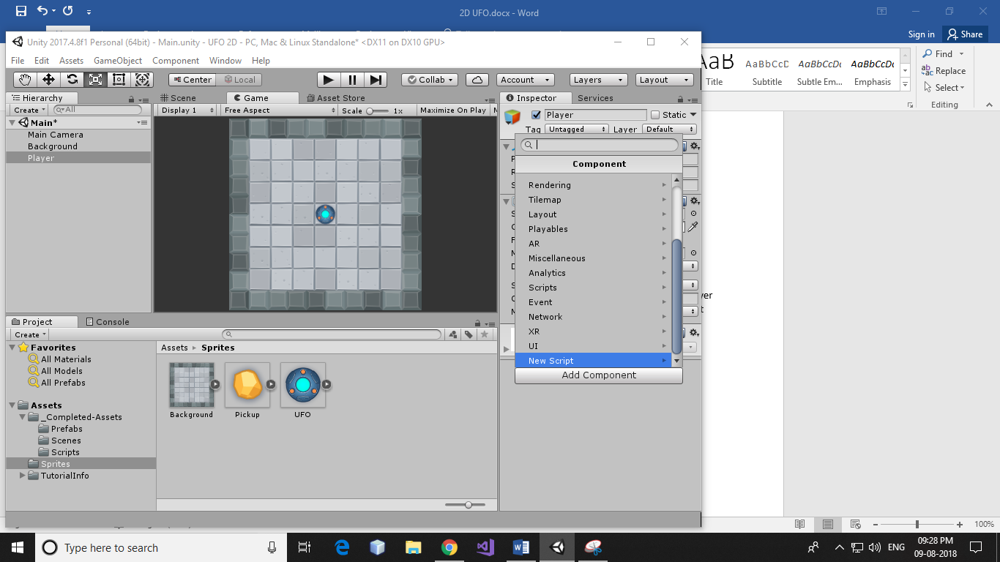 2D UFO.docx - Word
Sign in
Share
Unity 2017.4.8f1 Personal (64bit) - Main.unity - UFO 2D - PC, Mac & Linux Standalone* <DX11 on DX10 GPU>
File Edit Assets GameObject Component Window Help
Center Local Collab Account Layers Layout
Find
Replace
Select
Editing
AaB AaBbCcD AaBbCcDc AaBbCcDc
Title Subtitle Subtle Em... Emphasis
Hierarchy
Create All
Main*
Main Camera
Background
Player
Scene Game Asset Store
Display 1 Free Aspect Scale 1x Maximize On Play M
Inspector Services
Player Static
Tag Untagged Layer Default
Component
Rendering
Tilemap
Layout
Playables
AR
Miscellaneous
Analytics
Scripts
Event
Network
XR
UI
New Script
Add Component
yer
t
Project Console
Create
Favorites
All Materials
All Models
All Prefabs
Assets
_Completed-Assets
Prefabs
Scenes
Scripts
Sprites
TutorialInfo
Assets Sprites
Background Pickup UFO
100%
Type here to search
ENG
09:28 PM
09-08-2018